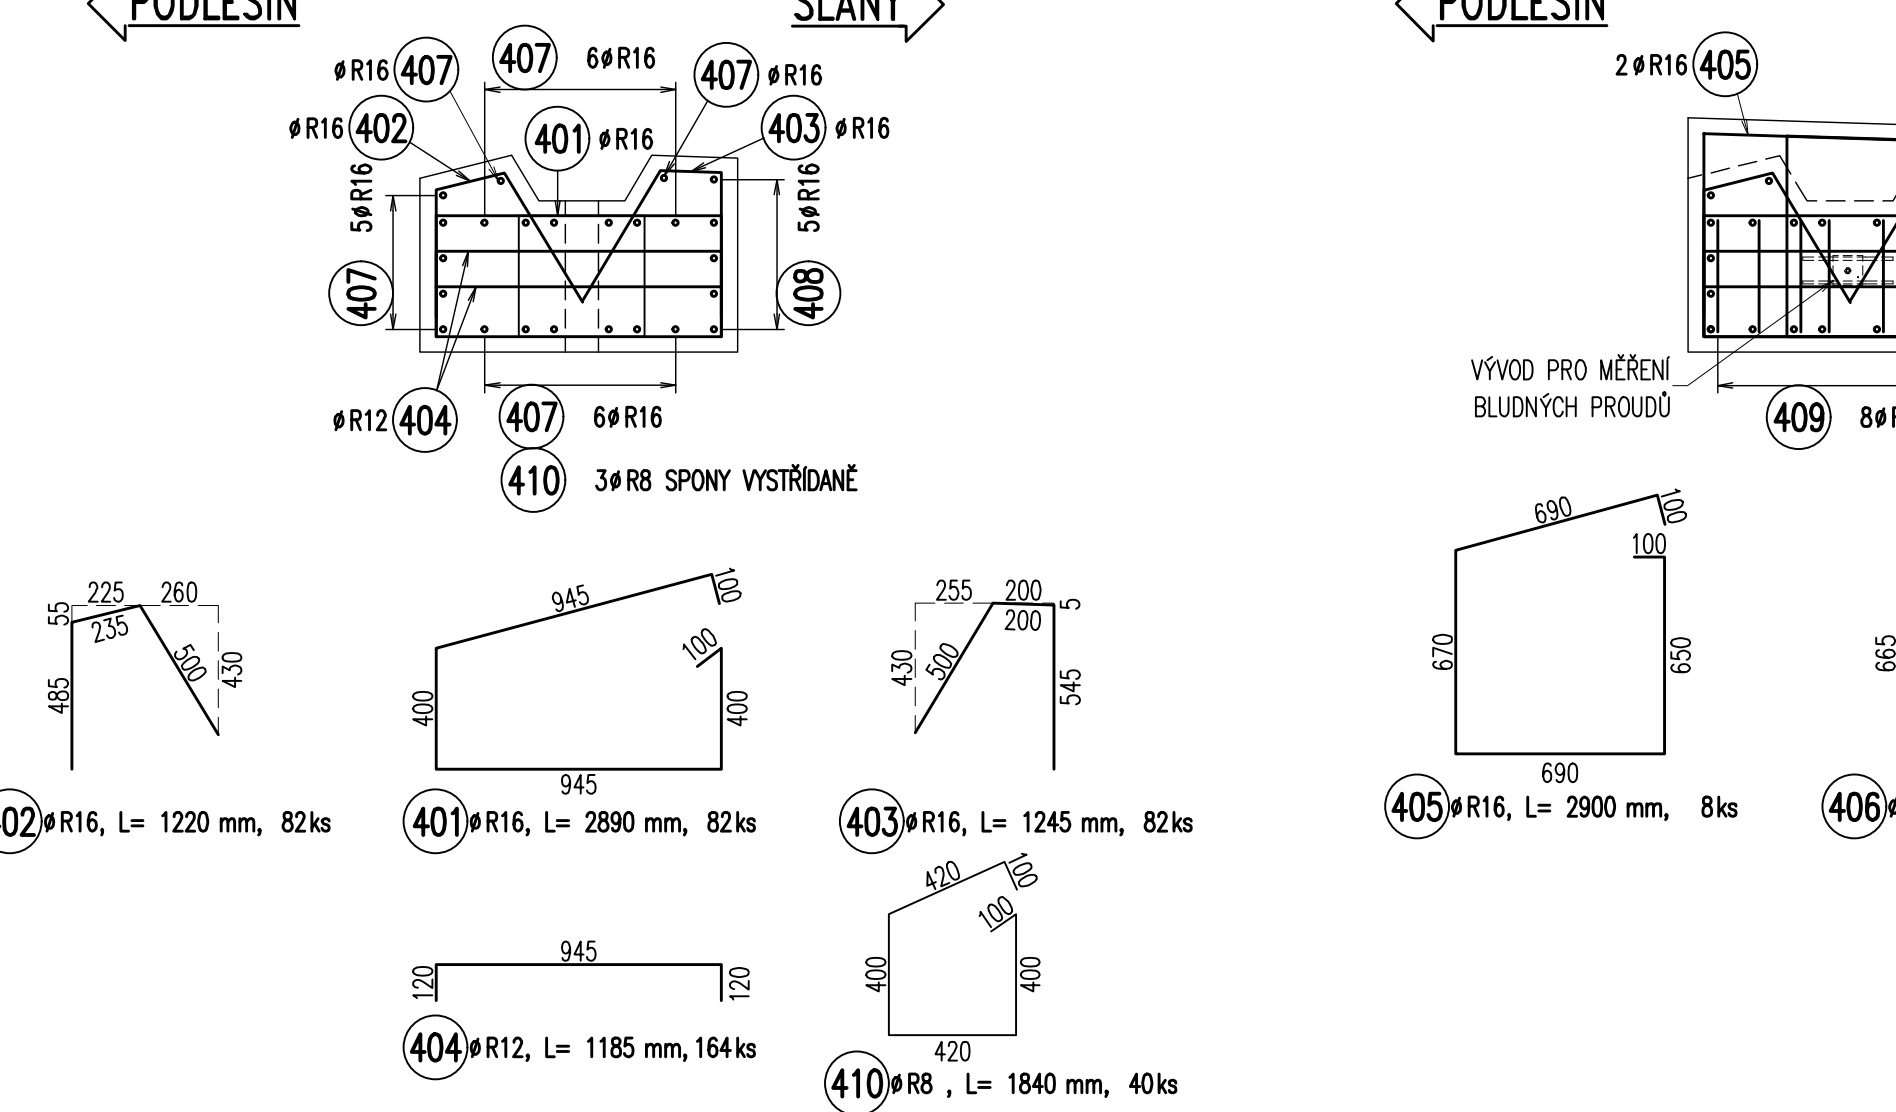 PODLEŠÍN
SLANÝ
PODLEŠÍN
øR16 407
407 6øR16
407 øR16
2øR16 405
øR16 402
401 øR16
403 øR16
5øR16
407
5øR16
408
øR12 404
407 6øR16
410 3øR8 SPONY VYSTŘÍDANĚ
VÝVOD PRO MĚŘENÍ
BLUDNÝCH PROUDŮ
409 8ø
225 260
55
235
500
430
485
02 øR16, L= 1220 mm, 82ks
945
100
100
400
400
945
401 øR16, L= 2890 mm, 82ks
255 200
5
200
430
500
545
403 øR16, L= 1245 mm, 82ks
690
100
100
670
650
690
405 øR16, L= 2900 mm, 8ks
665
406 ø
945
120
120
404 øR12, L= 1185 mm, 164ks
420
100
100
400
400
420
410 øR8 , L= 1840 mm, 40ks